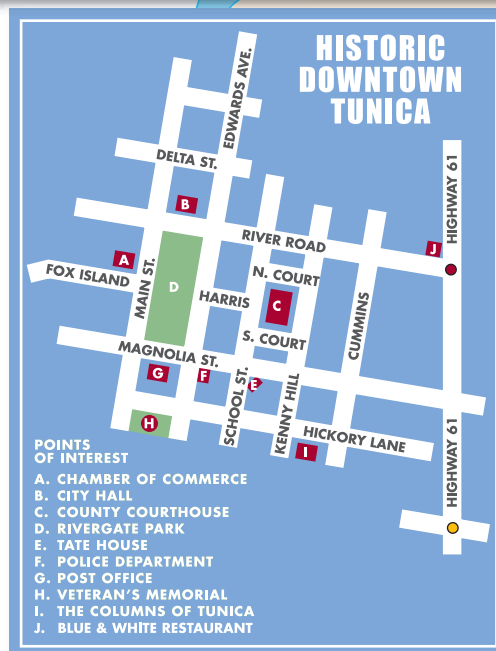 HISTORIC
DOWNTOWN
TUNICA
EDWARDS AVE.
DELTA ST.
HIGHWAY 61
B
RIVER ROAD
J
A
FOX ISLAND
MAIN ST.
D
N. COURT
HARRIS
C
S. COURT
CUMMINS
MAGNOLIA ST.
G
F
E
SCHOOL ST.
KENNY HILL
H
HICKORY LANE
I
HIGHWAY 61
POINTS
OF INTEREST
A. CHAMBER OF COMMERCE
B. CITY HALL
C. COUNTY COURTHOUSE
D. RIVERGATE PARK
E. TATE HOUSE
F. POLICE DEPARTMENT
G. POST OFFICE
H. VETERAN'S MEMORIAL
I. THE COLUMNS OF TUNICA
J. BLUE & WHITE RESTAURANT